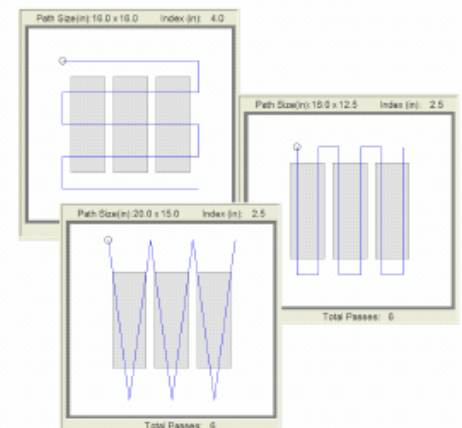 Path Size(in): 16.0 x 16.0 Index (in): 4.0
Path Size(in): 16.0 x 12.5 Index (in): 2.5
Total Passes: 6
Path Size(in): 20.0 x 15.0 Index (in): 2.5
Total Passes: 6